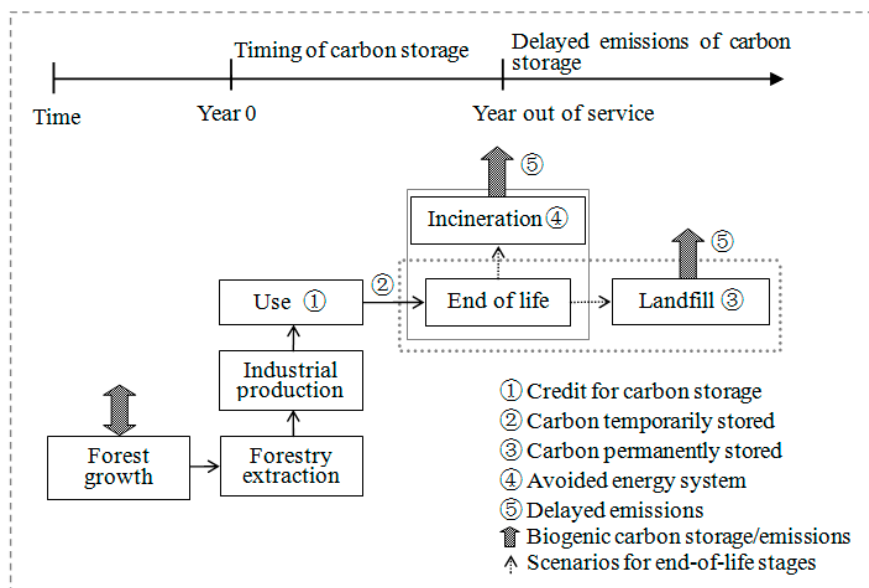 Timing of carbon storage
Delayed emissions of carbon
storage
Time
Year 0
Year out of service
⑤
Incineration ④
⑤
②
Use ①
End of life
Landfill ③
Industrial
production
① Credit for carbon storage
② Carbon temporarily stored
③ Carbon permanently stored
④ Avoided energy system
⑤ Delayed emissions
Biogenic carbon storage/emissions
Scenarios for end-of-life stages
Forest
growth
Forestry
extraction